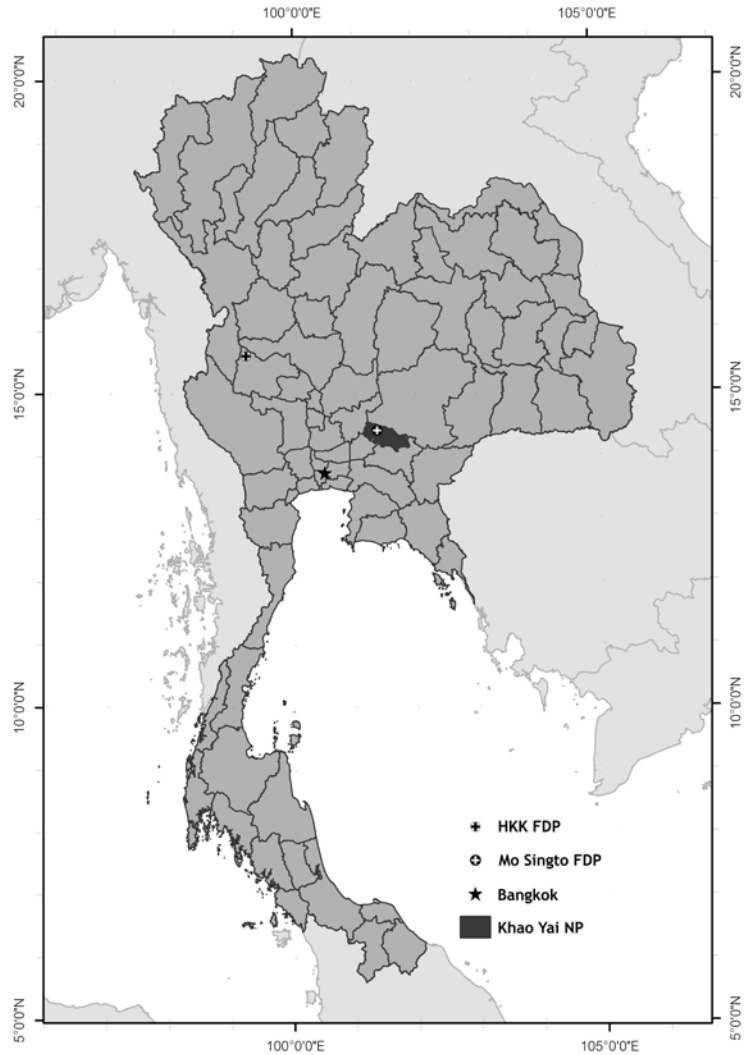 100°0'0"E 105°0'0"E
20°0'0"N 20°0'0"N
15°0'0"N 15°0'0"N
10°0'0"N 10°0'0"N
HKK FDP
Mo Singto FDP
Bangkok
Khao Yai NP
5°0'0"N 5°0'0"N
100°0'0"E 105°0'0"E